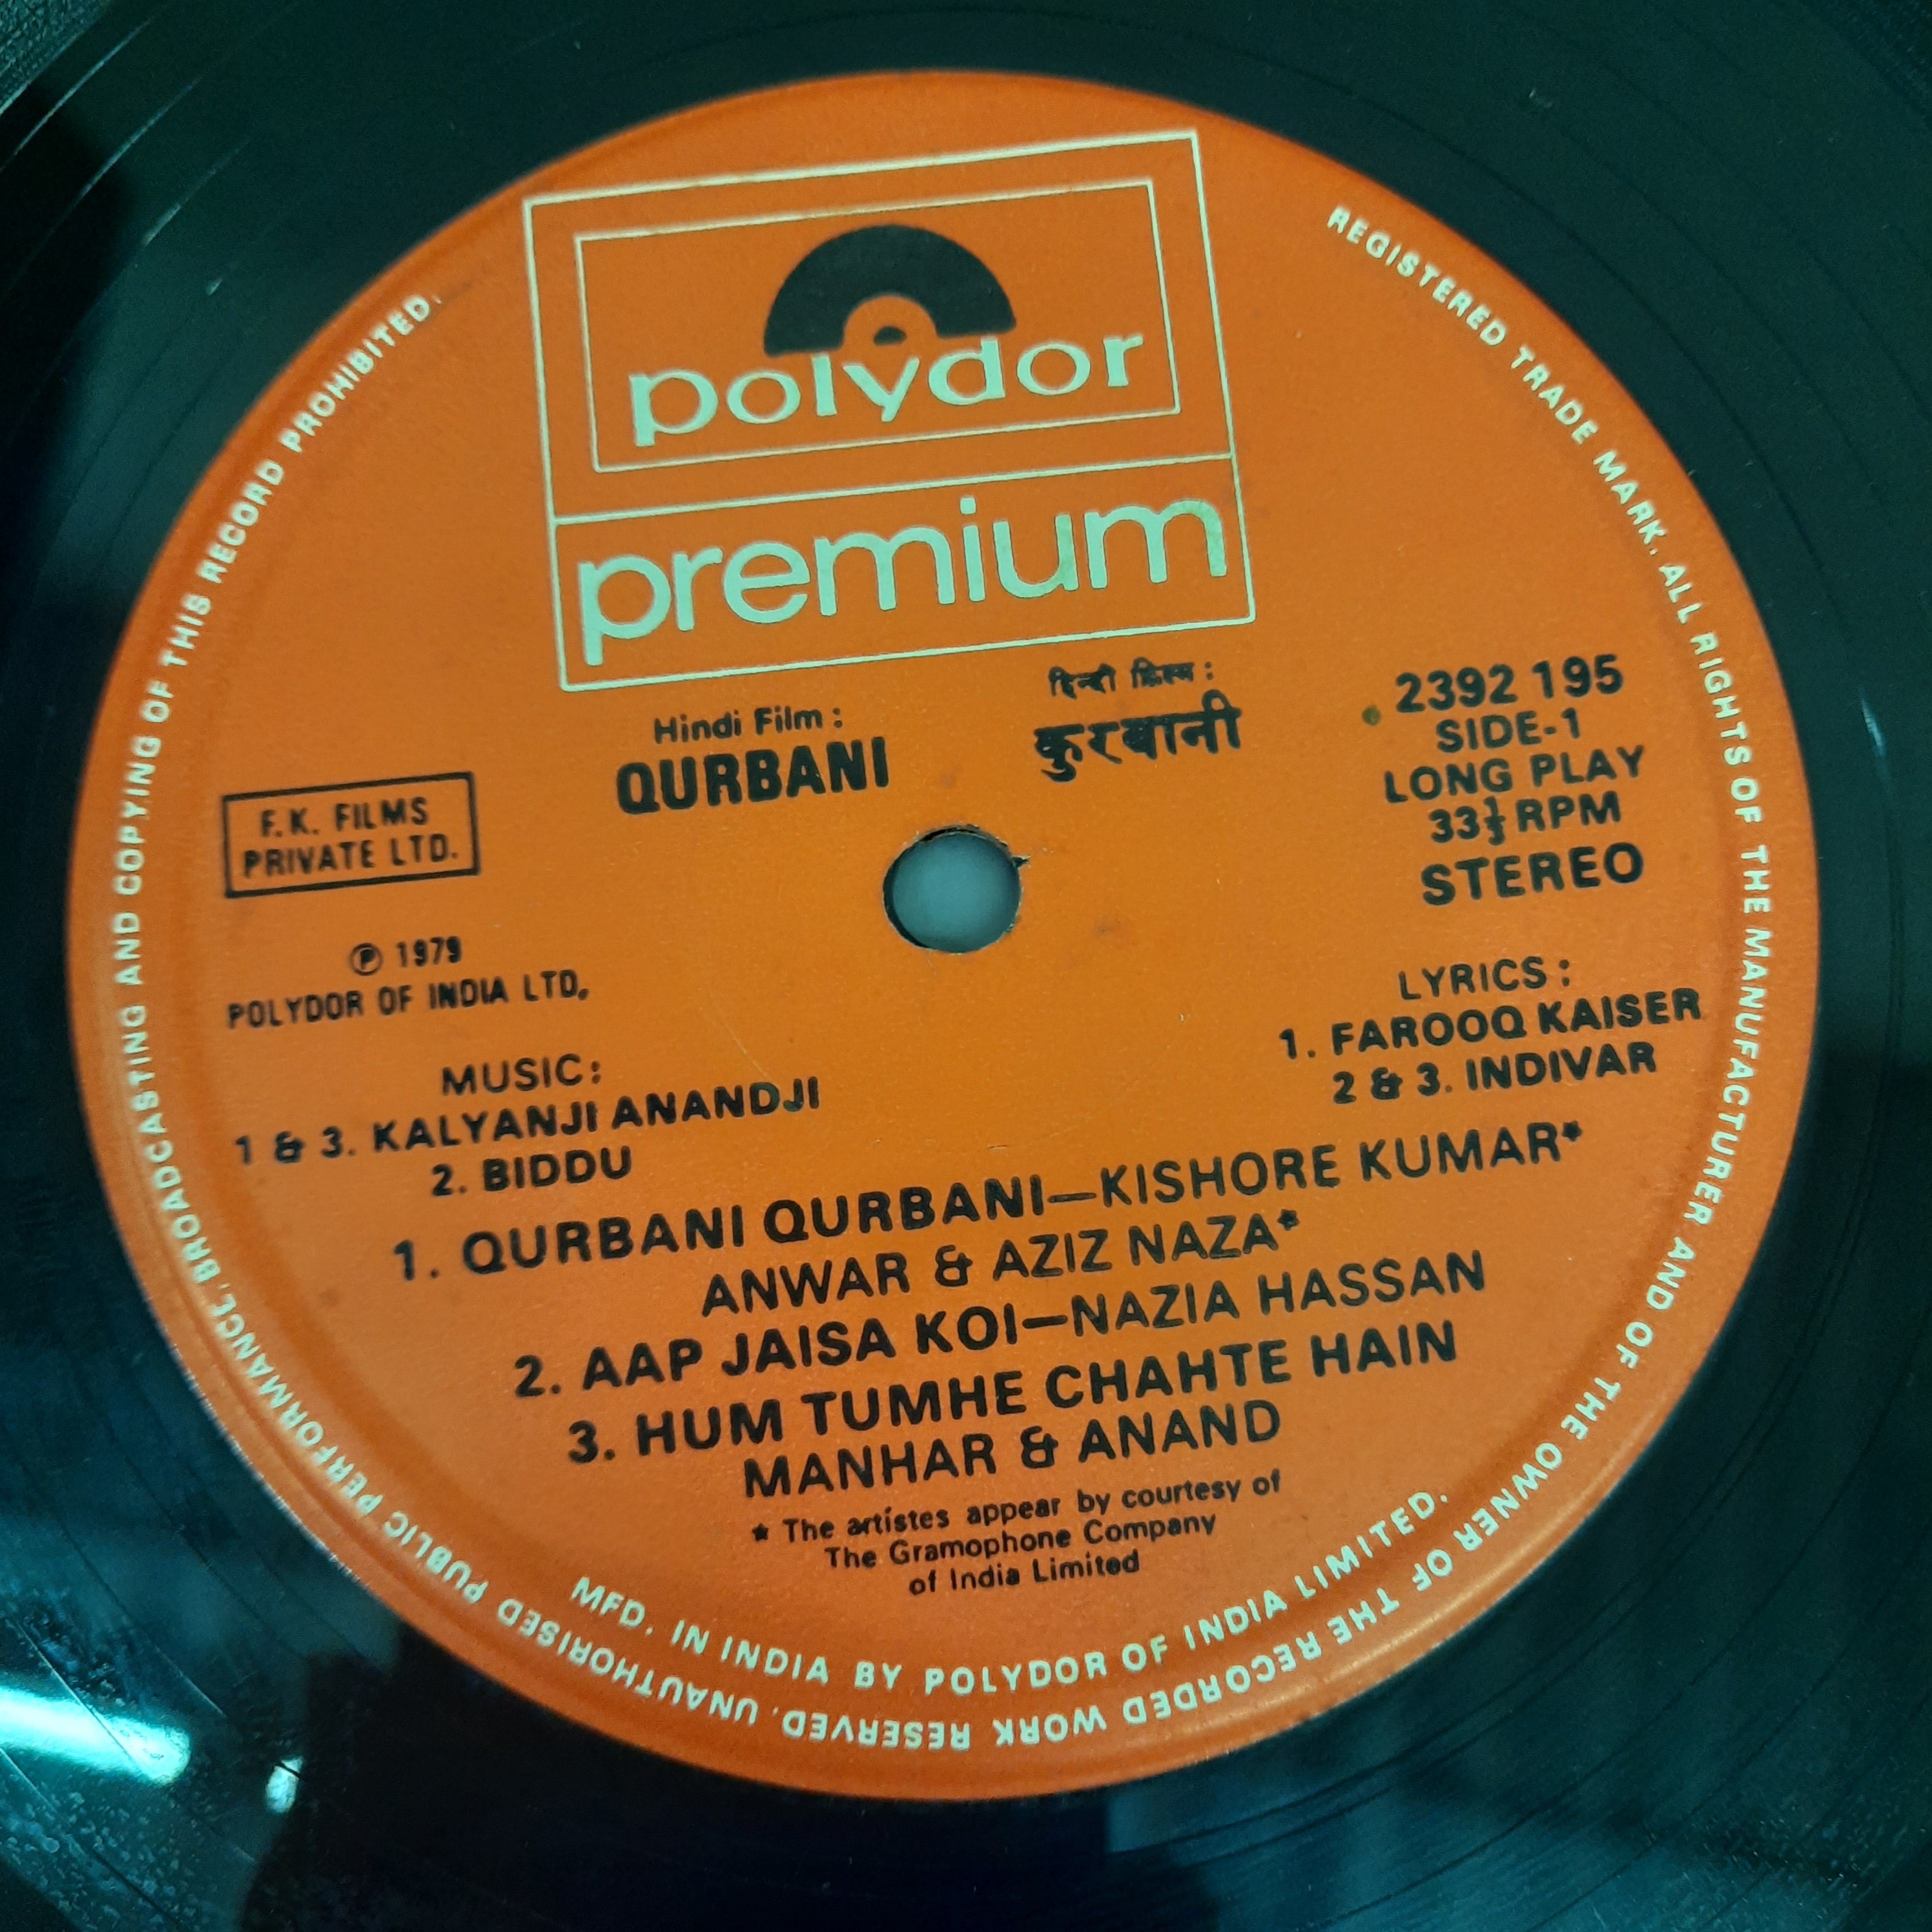 polydor
premium
Hindi Film :
QURBANI
हिन्दी फ़िल्म :
कुरबानी
2392 195
SIDE-1
LONG PLAY
33⅓ RPM
STEREO
F. K. FILMS
PRIVATE LTD.
℗ 1979
POLYDOR OF INDIA LTD.
LYRICS :
1. FAROOQ KAISER
2 & 3. INDIVAR
MUSIC:
1 & 3. KALYANJI ANANDJI
2. BIDDU
1. QURBANI QURBANI—KISHORE KUMAR*
ANWAR & AZIZ NAZA*
2. AAP JAISA KOI—NAZIA HASSAN
3. HUM TUMHE CHAHTE HAIN
MANHAR & ANAND
* The artistes appear by courtesy of
The Gramophone Company
of India Limited
MFD. IN INDIA BY POLYDOR OF INDIA LIMITED.
REGISTERED TRADE MARK. ALL RIGHTS OF THE MANUFACTURER AND OF THE OWNER OF THE RECORDED WORK RESERVED. UNAUTHORISED PUBLIC PERFORMANCE, BROADCASTING AND COPYING OF THIS RECORD PROHIBITED.